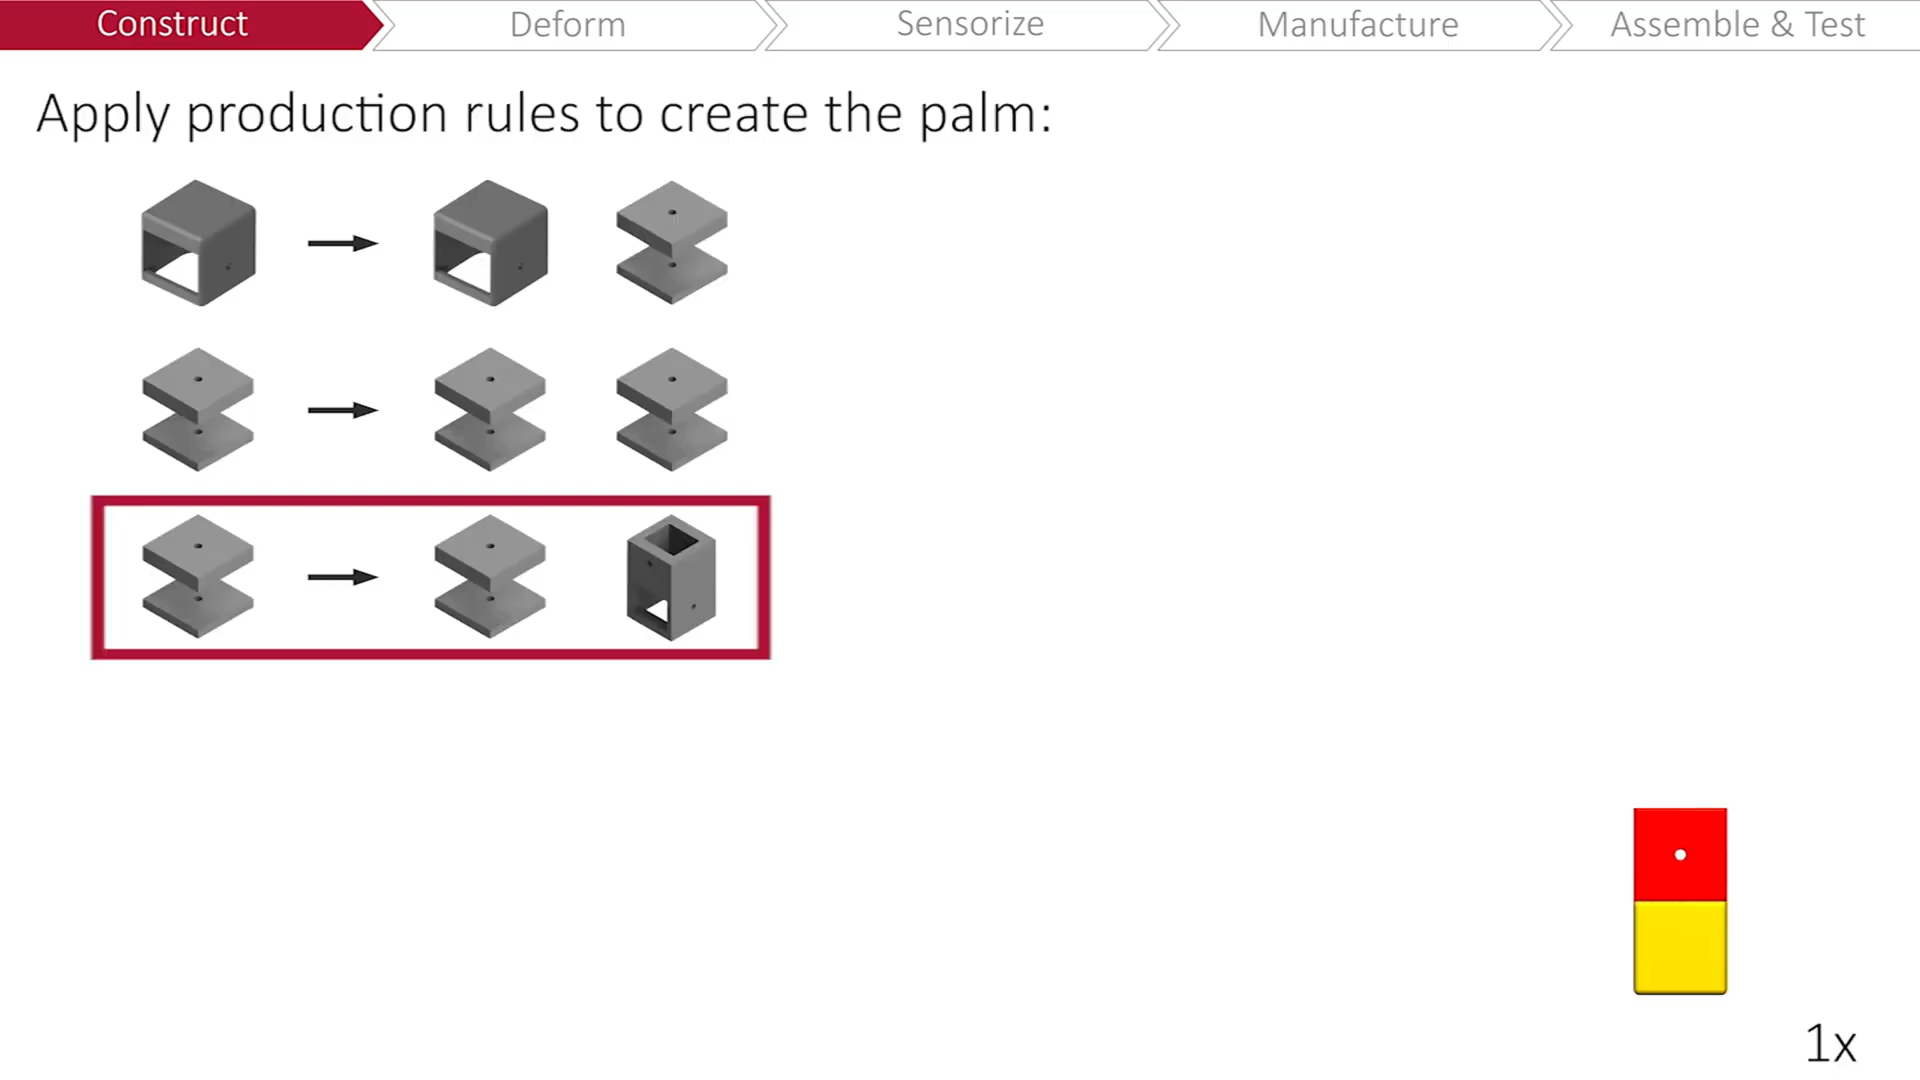 Construct
Deform
Sensorize
Manufacture
Assemble & Test
Apply production rules to create the palm:
1x